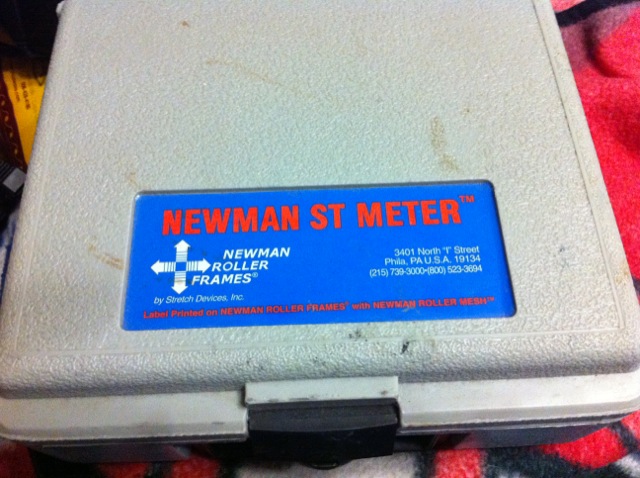 NEWMAN ST METER™
NEWMAN
ROLLER
FRAMES®
by Stretch Devices, Inc.
3401 North "I" Street
Phila, PA U.S.A. 19134
(215) 739-3000•(800) 523-3694
Label Printed on NEWMAN ROLLER FRAMES® with NEWMAN ROLLER MESH™